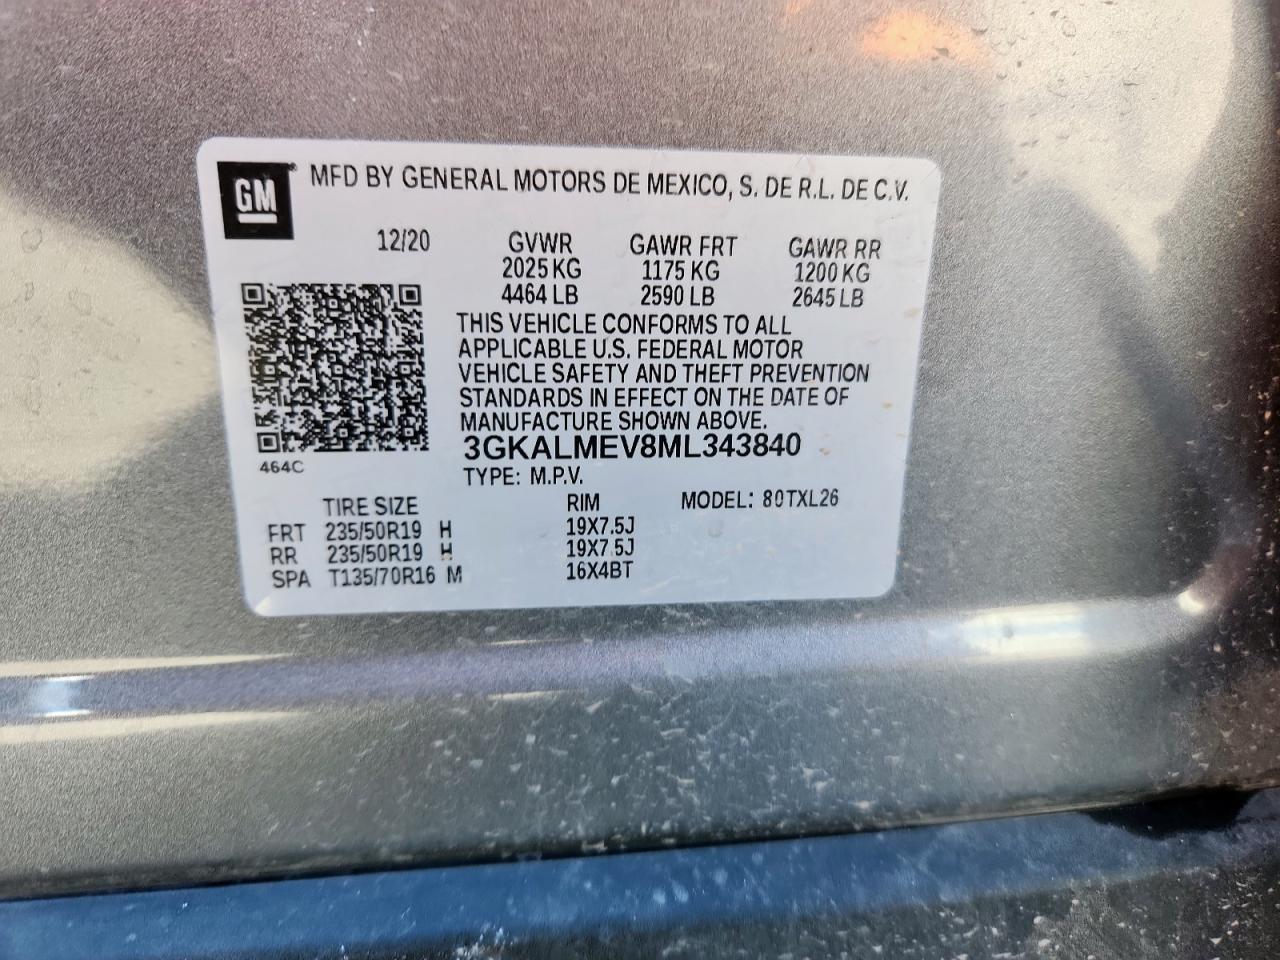 GM
MFD BY GENERAL MOTORS DE MEXICO, S. DE R.L. DE C.V.
12/20 GVWR GAWR FRT GAWR RR
2025 KG 1175 KG 1200 KG
4464 LB 2590 LB 2645 LB
THIS VEHICLE CONFORMS TO ALL
APPLICABLE U.S. FEDERAL MOTOR
VEHICLE SAFETY AND THEFT PREVENTION
STANDARDS IN EFFECT ON THE DATE OF
MANUFACTURE SHOWN ABOVE.
3GKALMEV8ML343840
464C
TYPE: M.P.V.
TIRE SIZE RIM MODEL: 80TXL26
FRT 235/50R19 H 19X7.5J
RR 235/50R19 H 19X7.5J
SPA T135/70R16 M 16X4BT